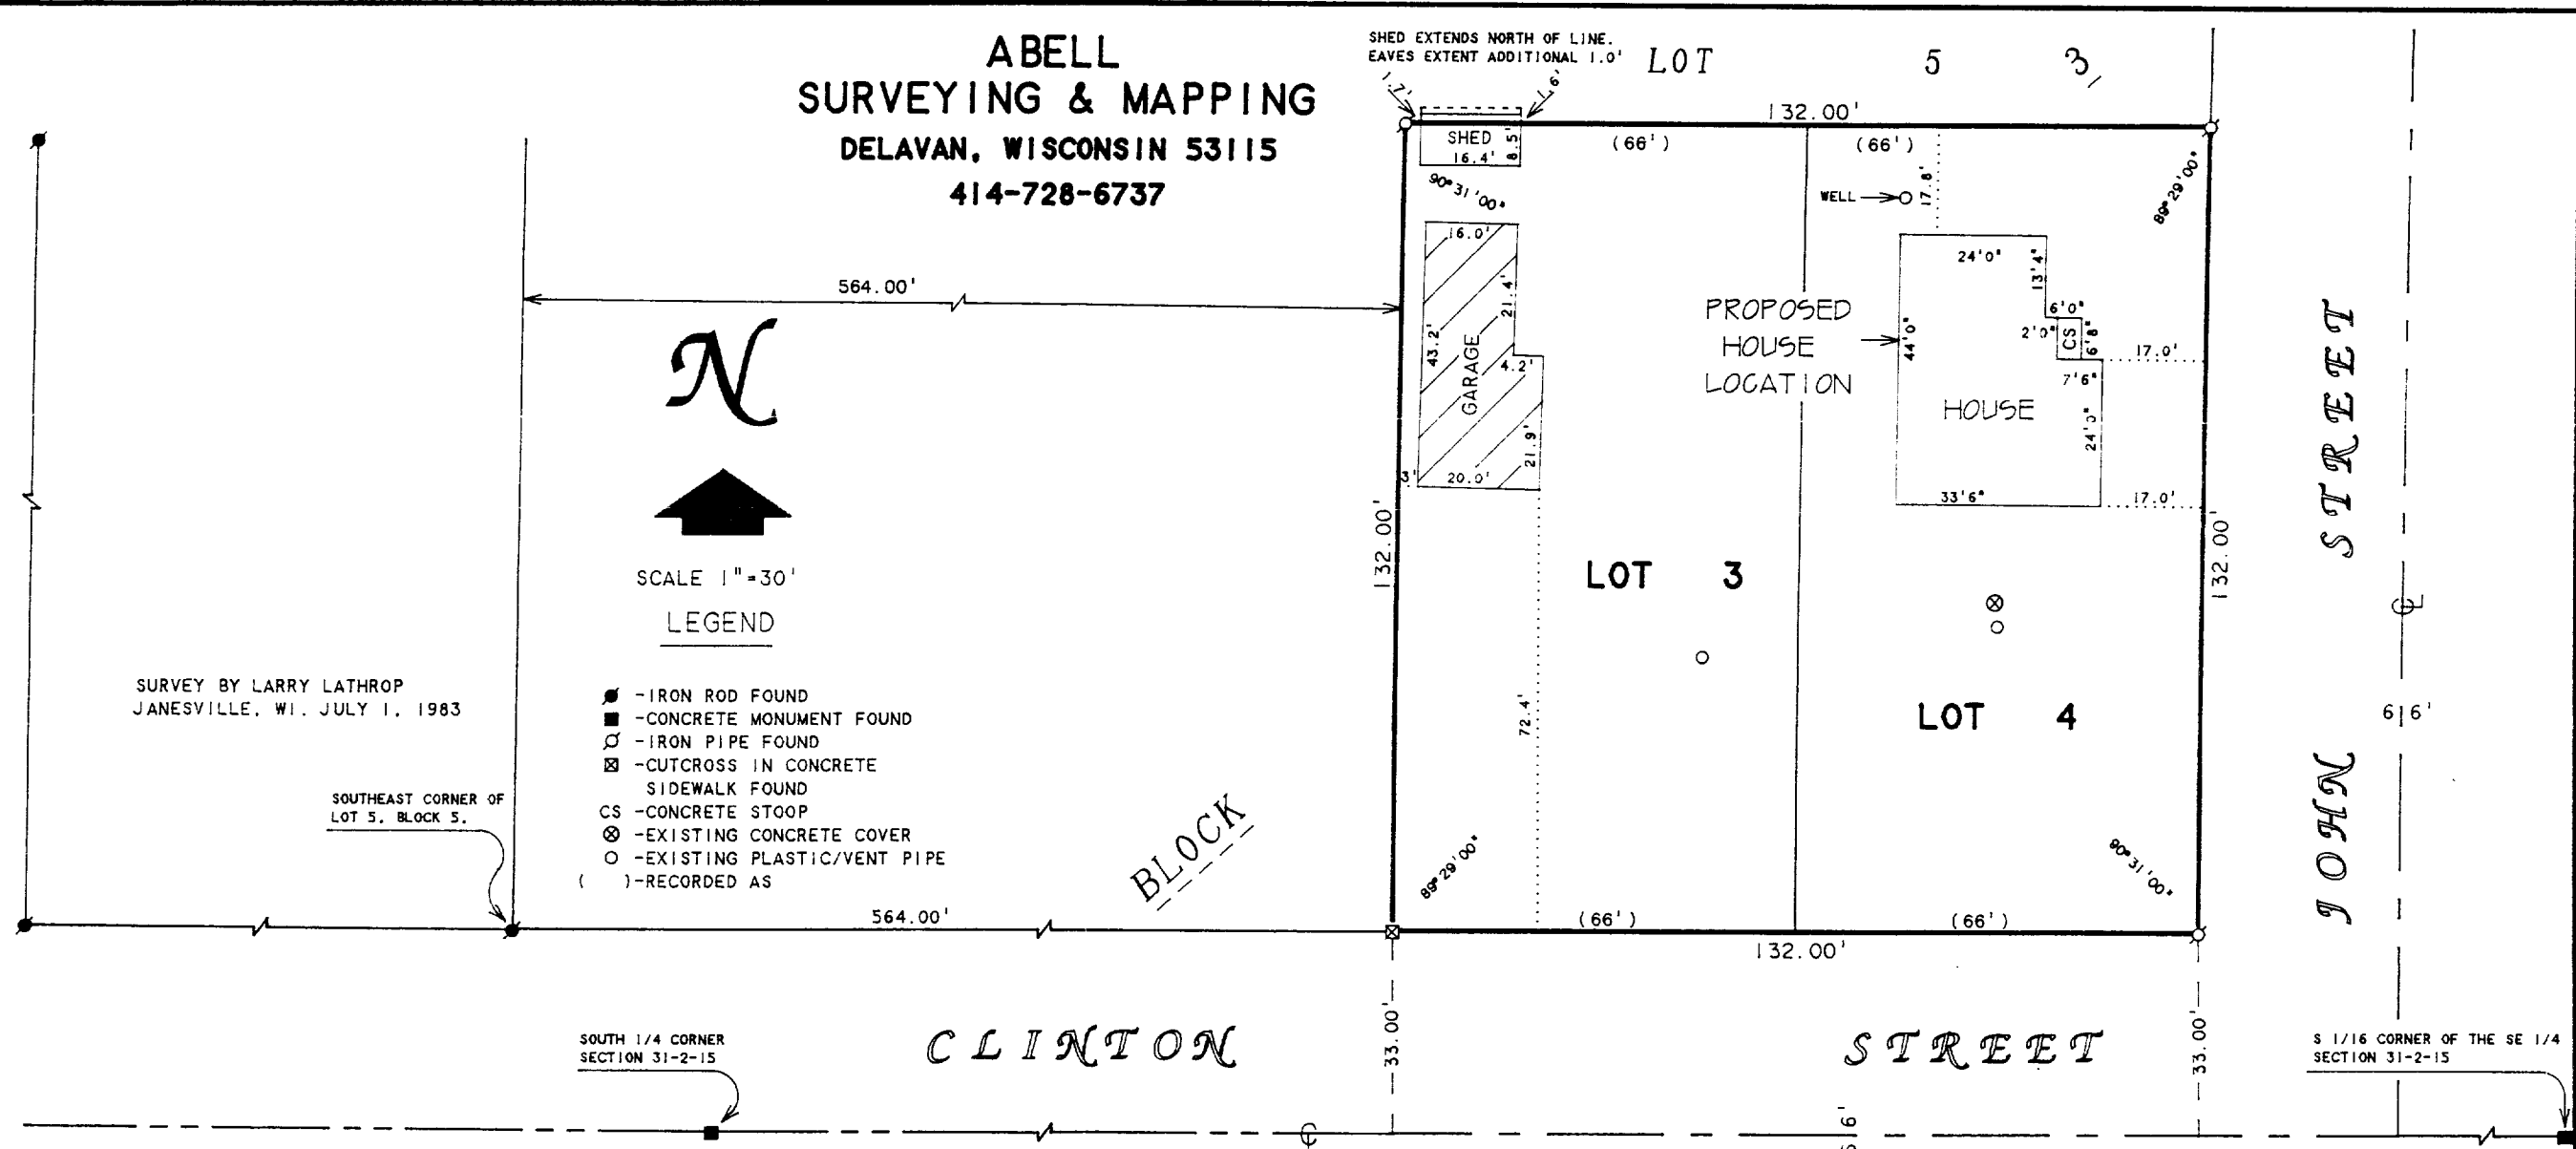 ABELL
SURVEYING & MAPPING
DELAVAN, WISCONSIN 53115
414-728-6737
SHED EXTENDS NORTH OF LINE.
EAVES EXTENT ADDITIONAL 1.0'
1.7'
1.6'
LOT 5
132.00'
SHED
16.4'
8.5'
(66')
(66')
90°31'00"
89°29'00"
WELL
17.8'
16.0'
21.4'
43.2'
GARAGE
4.2'
21.9'
3'
20.0'
564.00'
N
SCALE 1"=30'
LEGEND
-IRON ROD FOUND
-CONCRETE MONUMENT FOUND
-IRON PIPE FOUND
-CUTCROSS IN CONCRETE
SIDEWALK FOUND
CS -CONCRETE STOOP
-EXISTING CONCRETE COVER
-EXISTING PLASTIC/VENT PIPE
( )-RECORDED AS
PROPOSED
HOUSE
LOCATION
24'0"
13'4"
6'0"
2'0"
CS
6'8"
17.0'
7'6"
44'0"
HOUSE
24'0"
33'6"
17.0'
132.00'
132.00'
LOT 3
LOT 4
72.4'
SURVEY BY LARRY LATHROP
JANESVILLE, WI. JULY 1, 1983
SOUTHEAST CORNER OF
LOT 5, BLOCK 5.
564.00'
BLOCK
89°29'00"
90°31'00"
(66')
(66')
132.00'
JOHN STREET
66'
33.00'
33.00'
CLINTON STREET
SOUTH 1/4 CORNER
SECTION 31-2-15
S 1/16 CORNER OF THE SE 1/4
SECTION 31-2-15